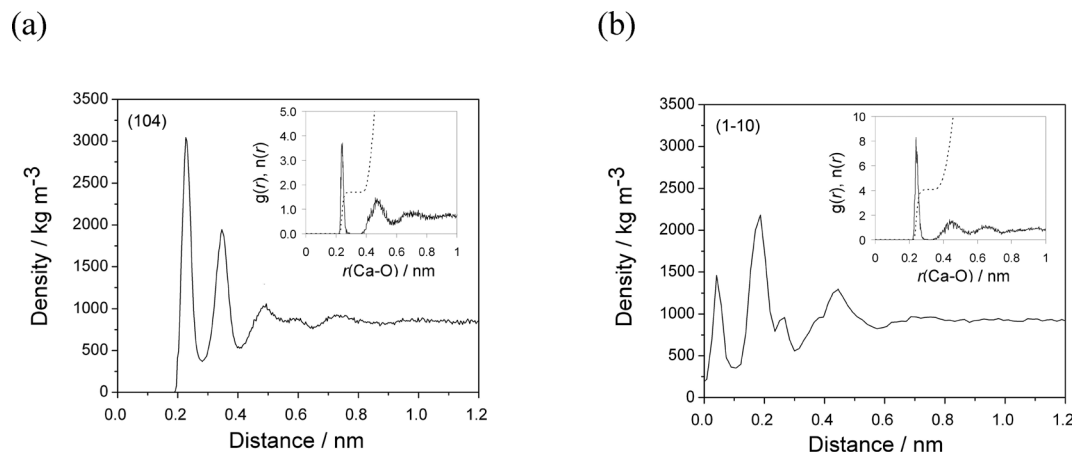 (a)
(b)
3500
3000
2500
2000
1500
1000
500
0
Density / kg m-3
(104)
5.0
4.0
3.0
2.0
1.0
0.0
g(r), n(r)
0 0.2 0.4 0.6 0.8 1
r(Ca-O) / nm
0.0 0.2 0.4 0.6 0.8 1.0 1.2
Distance / nm
3500
3000
2500
2000
1500
1000
500
0
Density / kg m-3
(1-10)
10
8
6
4
2
0
g(r), n(r)
0 0.2 0.4 0.6 0.8 1
r(Ca-O) / nm
0.0 0.2 0.4 0.6 0.8 1.0 1.2
Distance / nm